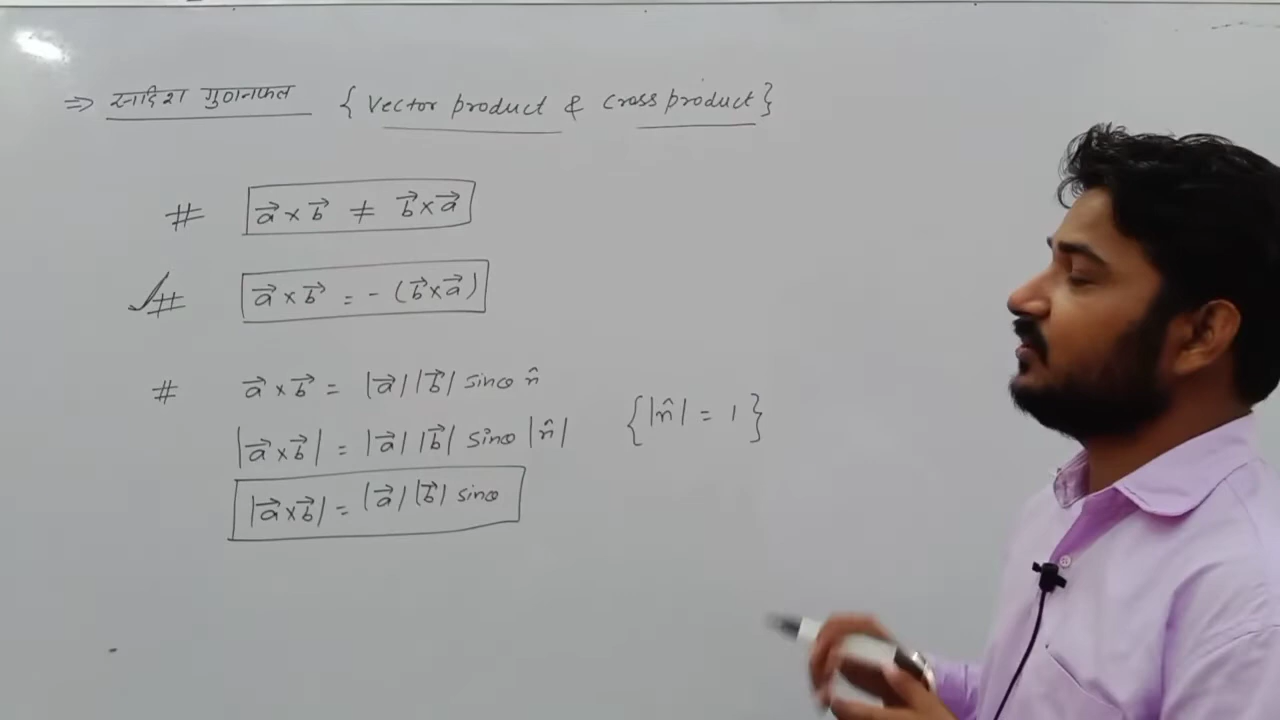 ⇒ सदिश गुणनफल { Vector product & Cross product }
# a⃗ × b⃗ ≠ b⃗ × a⃗
✓# a⃗ × b⃗ = - (b⃗ × a⃗)
# a⃗ × b⃗ = |a⃗| |b⃗| sinθ n̂
|a⃗ × b⃗| = |a⃗| |b⃗| sinθ |n̂| { |n̂| = 1 }
|a⃗ × b⃗| = |a⃗| |b⃗| sinθ